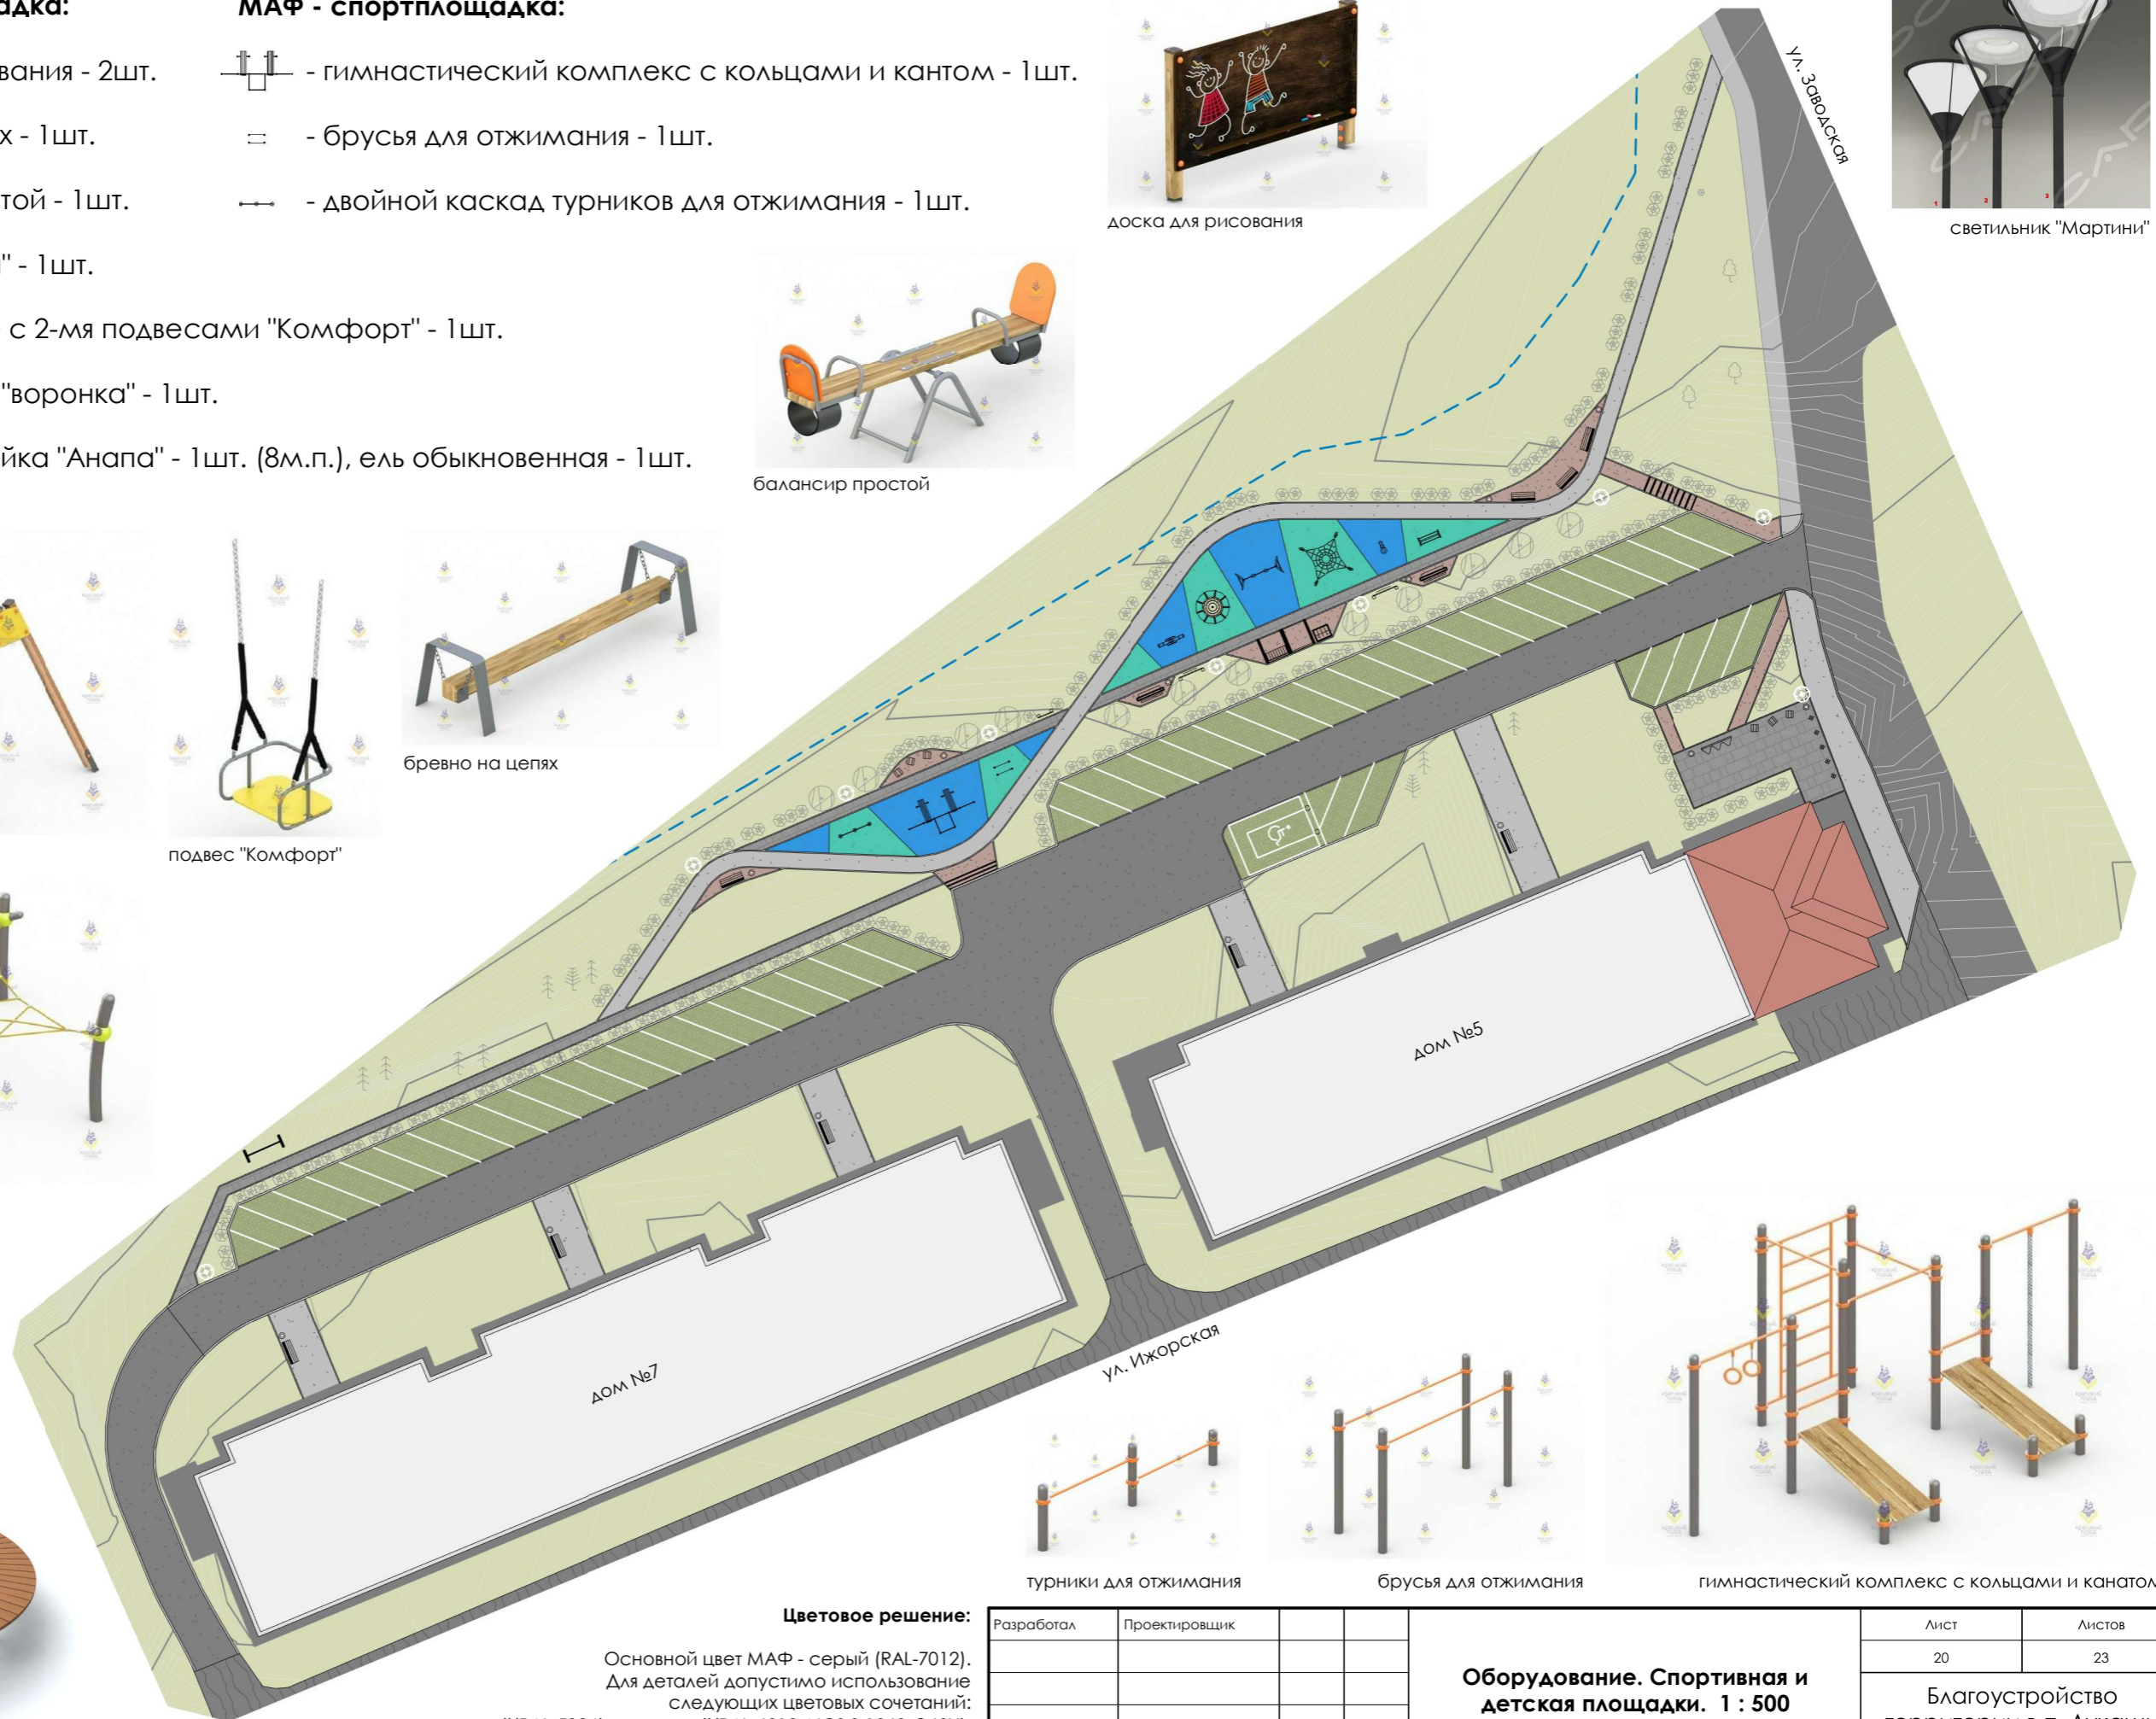 адка:
вания - 2шт.
х - 1шт.
той - 1шт.
" - 1шт.
с 2-мя подвесами "Комфорт" - 1шт.
"воронка" - 1шт.
йка "Анапа" - 1шт. (8м.п.), ель обыкновенная - 1шт.
МАФ - спортплощадка:
- гимнастический комплекс с кольцами и кантом - 1шт.
- брусья для отжимания - 1шт.
- двойной каскад турников для отжимания - 1шт.
доска для рисования
светильник "Мартини"
1 2 3
ул. Заводская
балансир простой
бревно на цепях
подвес "Комфорт"
дом №5
дом №7
ул. Ижорская
турники для отжимания
брусья для отжимания
гимнастический комплекс с кольцами и канатом
Цветовое решение:
Основной цвет МАФ - серый (RAL-7012).
Для деталей допустимо использование
следующих цветовых сочетаний:
Разработал
Проектировщик
Оборудование. Спортивная и
детская площадки. 1 : 500
Лист
Листов
20
23
Благоустройство